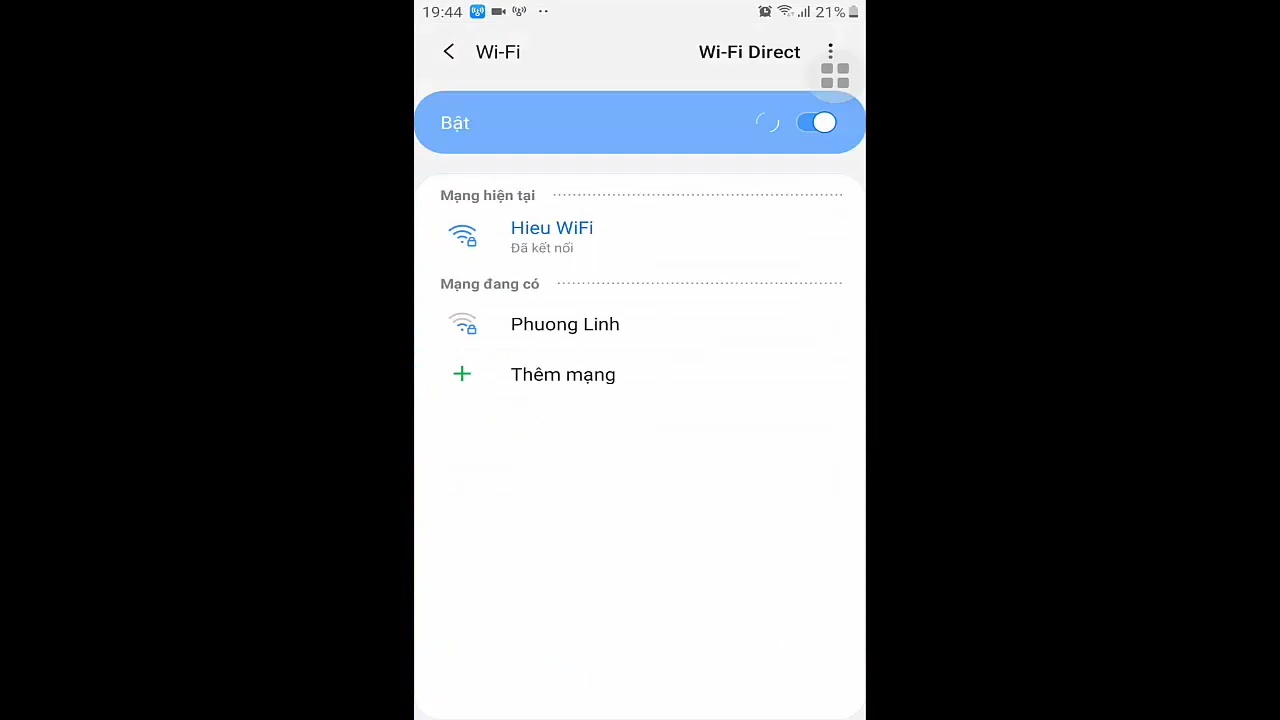 19:44 21%
Wi-Fi Wi-Fi Direct
Bật
Mạng hiện tại
Hieu WiFi
Đã kết nối
Mạng đang có
Phuong Linh
Thêm mạng